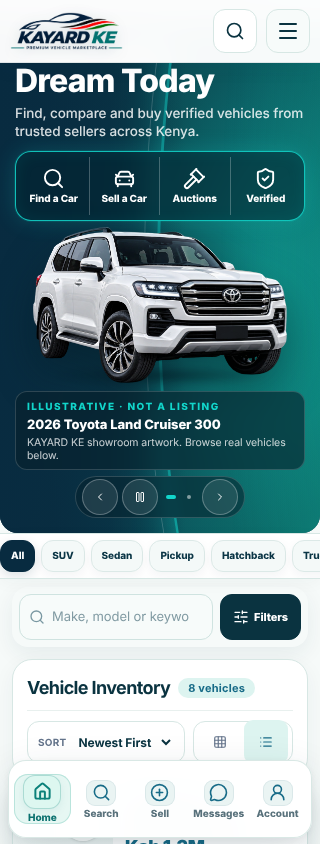 KAYARD KE
PREMIUM VEHICLE MARKETPLACE
Dream Today
Find, compare and buy verified vehicles from
trusted sellers across Kenya.
Find a Car
Sell a Car
Auctions
Verified
ILLUSTRATIVE · NOT A LISTING
2026 Toyota Land Cruiser 300
KAYARD KE showroom artwork. Browse real vehicles
below.
All
SUV
Sedan
Pickup
Hatchback
Tru
Make, model or keywo
Filters
Vehicle Inventory
8 vehicles
SORT
Newest First
Home
Search
Sell
Messages
Account